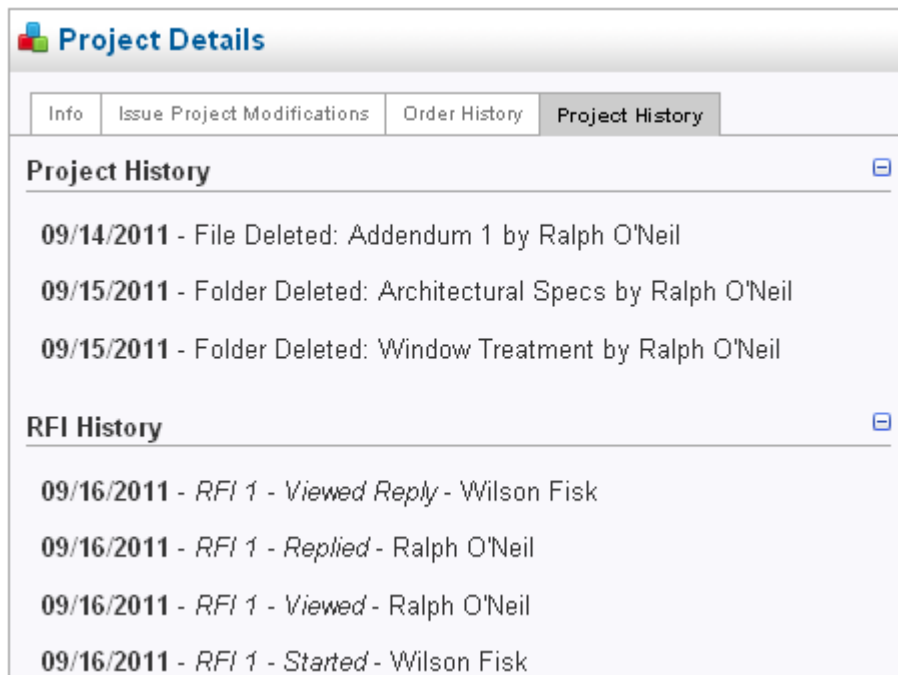 Project Details
Info Issue Project Modifications Order History Project History
Project History
09/14/2011 - File Deleted: Addendum 1 by Ralph O'Neil
09/15/2011 - Folder Deleted: Architectural Specs by Ralph O'Neil
09/15/2011 - Folder Deleted: Window Treatment by Ralph O'Neil
RFI History
09/16/2011 - RFI 1 - Viewed Reply - Wilson Fisk
09/16/2011 - RFI 1 - Replied - Ralph O'Neil
09/16/2011 - RFI 1 - Viewed - Ralph O'Neil
09/16/2011 - RFI 1 - Started - Wilson Fisk